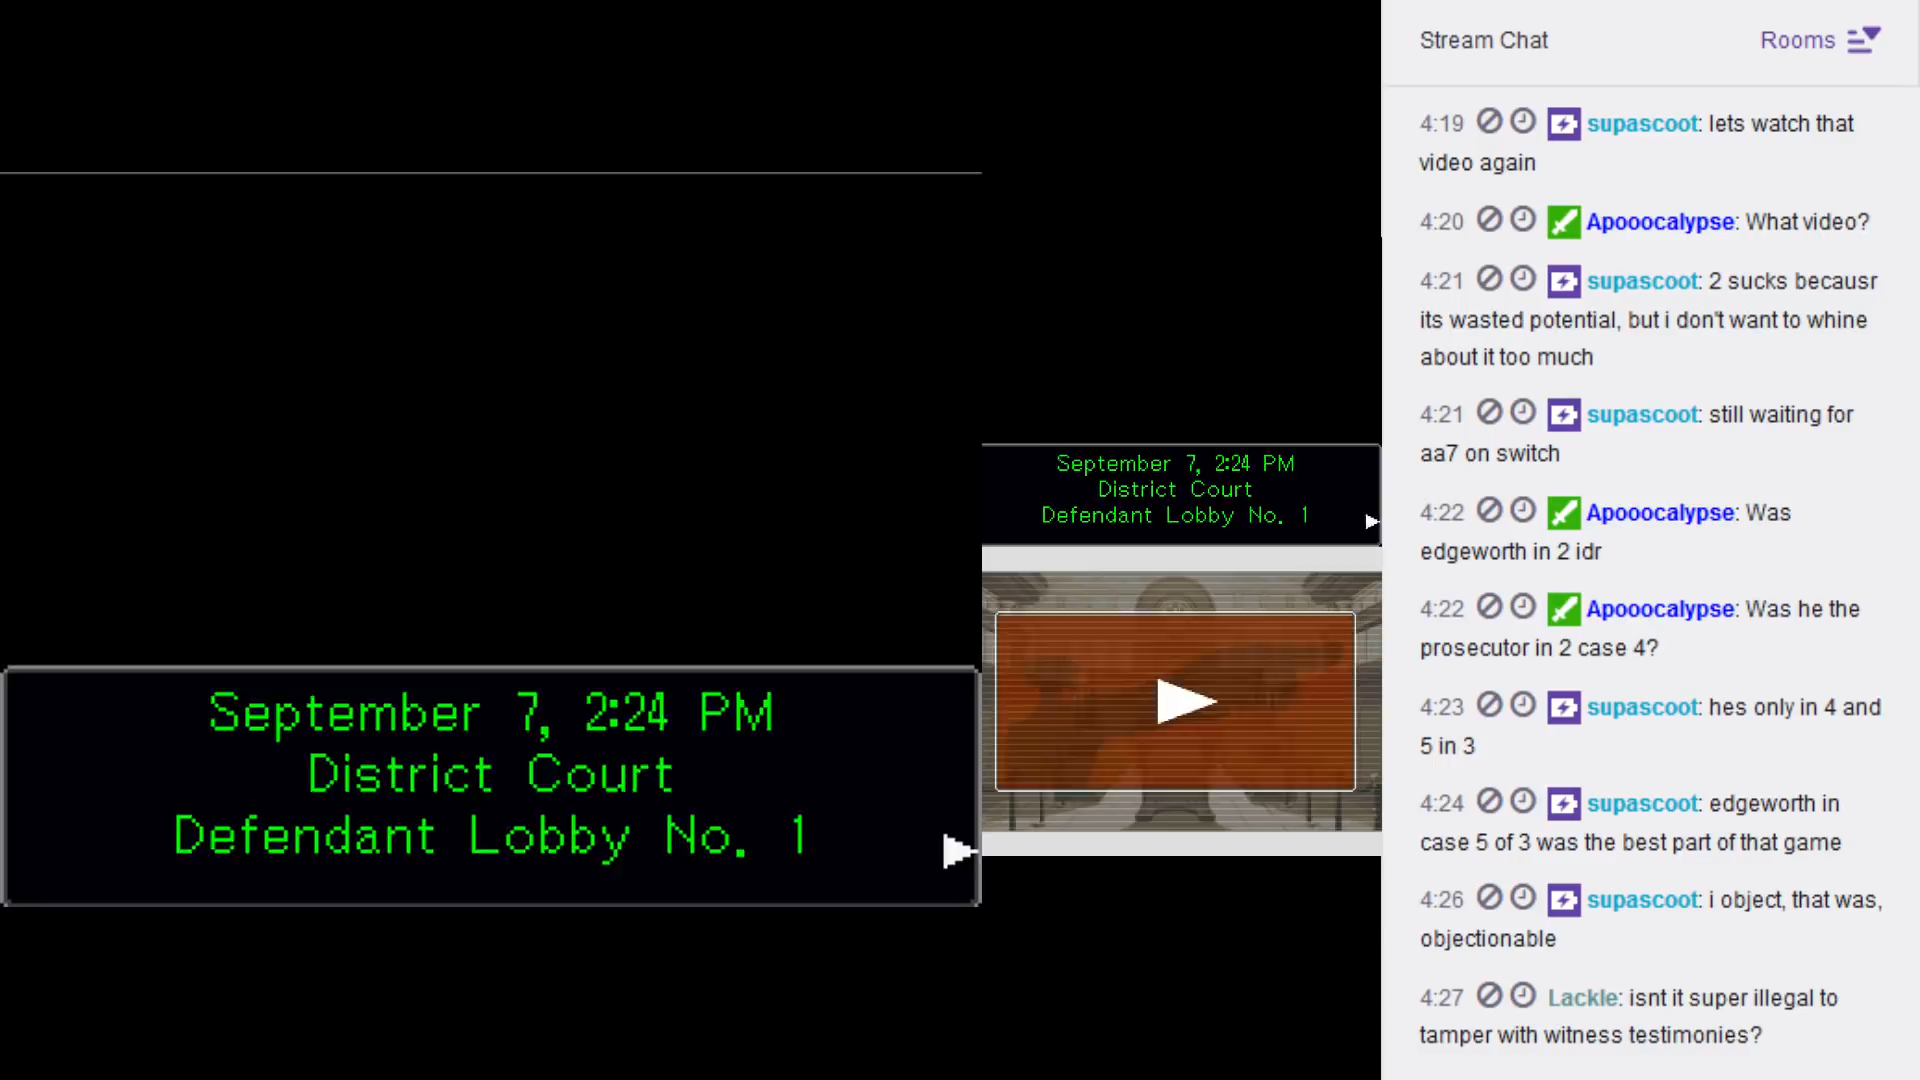 September 7, 2:24 PM
District Court
Defendant Lobby No. 1
September 7, 2:24 PM
District Court
Defendant Lobby No. 1
Stream Chat
Rooms
4:19 supascoot: lets watch that
video again
4:20 Apooocalypse: What video?
4:21 supascoot: 2 sucks becausr
its wasted potential, but i don't want to whine
about it too much
4:21 supascoot: still waiting for
aa7 on switch
4:22 Apooocalypse: Was
edgeworth in 2 idr
4:22 Apooocalypse: Was he the
prosecutor in 2 case 4?
4:23 supascoot: hes only in 4 and
5 in 3
4:24 supascoot: edgeworth in
case 5 of 3 was the best part of that game
4:26 supascoot: i object, that was,
objectionable
4:27 Lackle: isnt it super illegal to
tamper with witness testimonies?